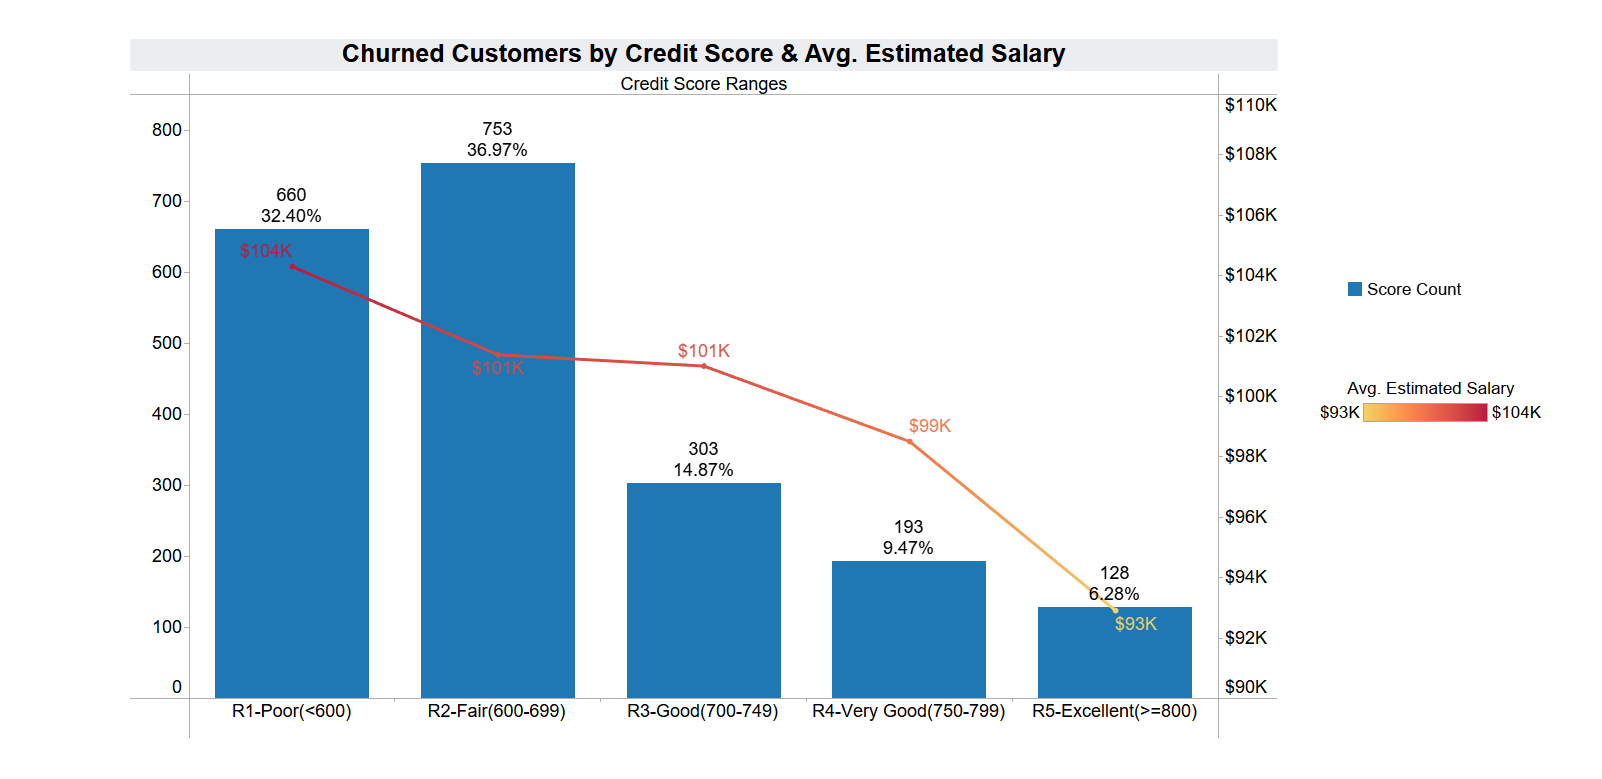 Churned Customers by Credit Score & Avg. Estimated Salary
Credit Score Ranges
800
700
600
500
400
300
200
100
0
660
32.40%
753
36.97%
303
14.87%
193
9.47%
128
6.28%
$104K
$101K
$101K
$99K
$93K
$110K
$108K
$106K
$104K
$102K
$100K
$98K
$96K
$94K
$92K
$90K
R1-Poor(<600)
R2-Fair(600-699)
R3-Good(700-749)
R4-Very Good(750-799)
R5-Excellent(>=800)
Score Count
Avg. Estimated Salary
$93K $104K